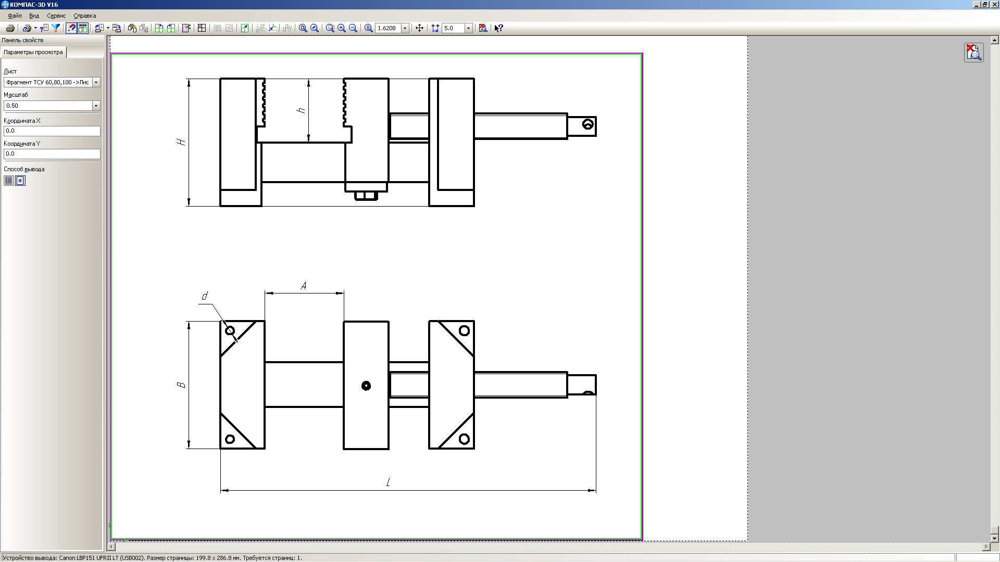 КОМПАС-3D V16
Файл Вид Сервис Справка
1.6208 5.0
Панель свойств
Параметры просмотра
Лист
Фрагмент ТСУ 60,80,100 ->Лис
Масштаб
0.50
Координата X
0.0
Координата Y
0.0
Способ вывода
h
H
A
d
B
L
Устройство вывода: Canon LBP151 UFRII LT (USB002). Размер страницы: 199.8 x 286.8 мм. Требуется страниц: 1.